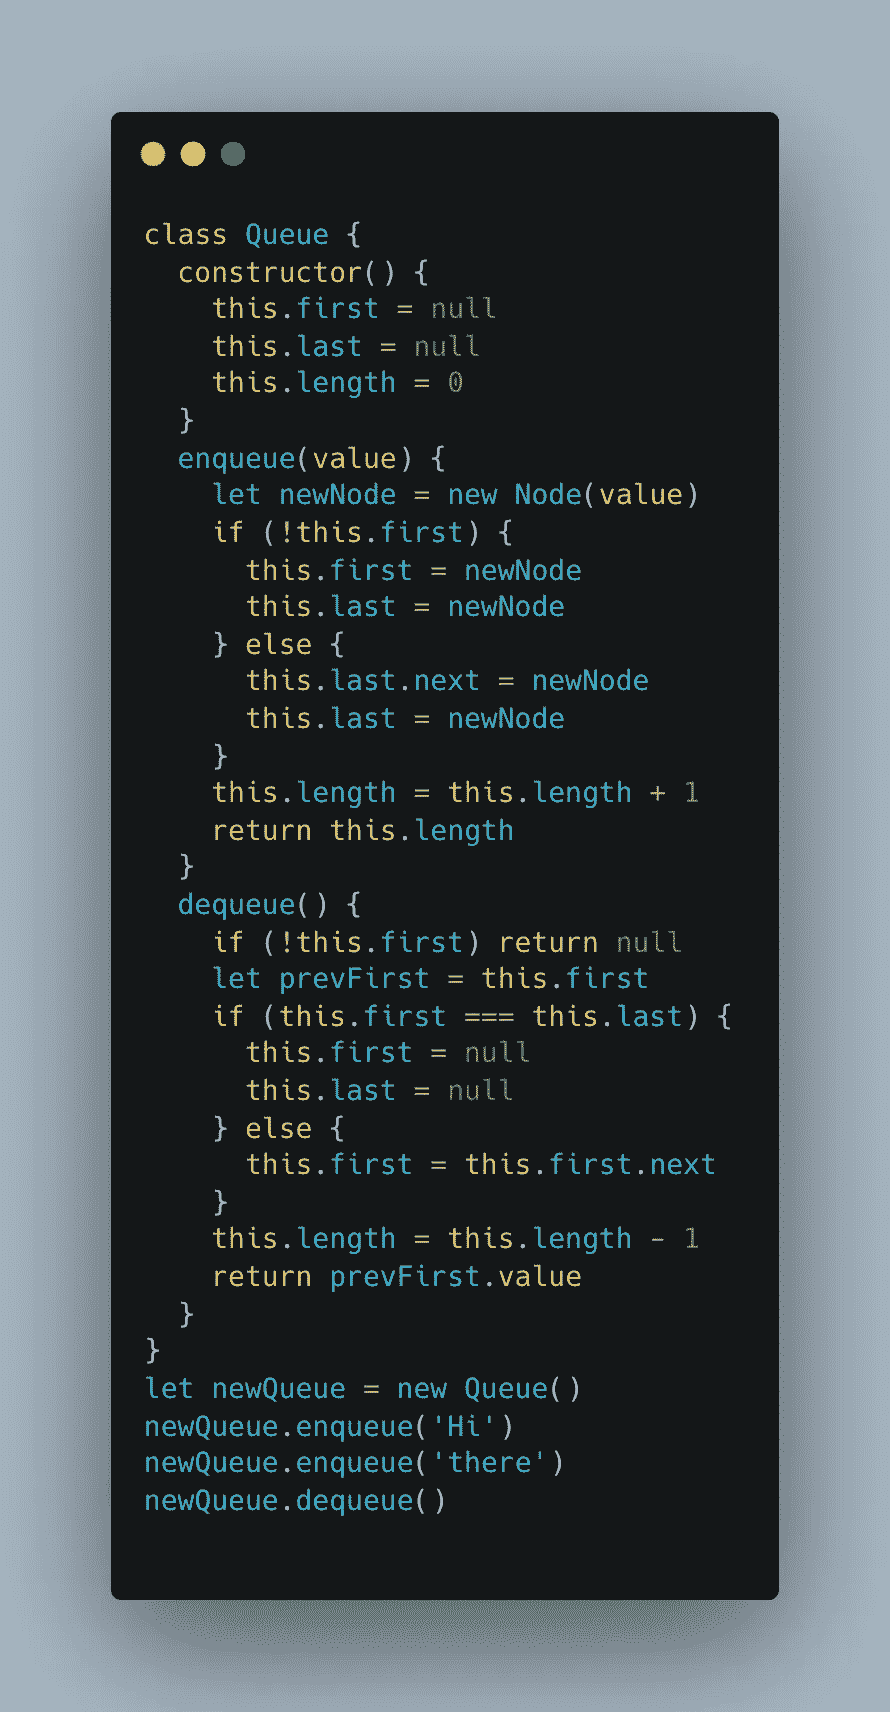 class Queue {
  constructor() {
    this.first = null
    this.last = null
    this.length = 0
  }
  enqueue(value) {
    let newNode = new Node(value)
    if (!this.first) {
      this.first = newNode
      this.last = newNode
    } else {
      this.last.next = newNode
      this.last = newNode
    }
    this.length = this.length + 1
    return this.length
  }
  dequeue() {
    if (!this.first) return null
    let prevFirst = this.first
    if (this.first === this.last) {
      this.first = null
      this.last = null
    } else {
      this.first = this.first.next
    }
    this.length = this.length - 1
    return prevFirst.value
  }
}
let newQueue = new Queue()
newQueue.enqueue('Hi')
newQueue.enqueue('there')
newQueue.dequeue()